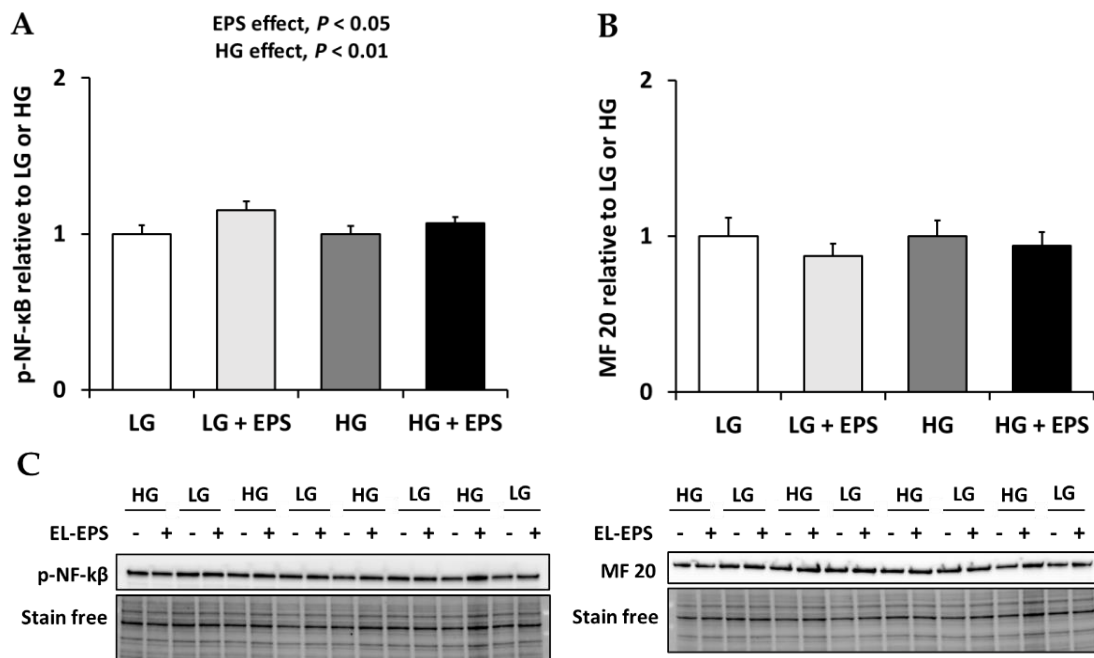 A
EPS effect, P < 0.05
HG effect, P < 0.01
p-NF-κB relative to LG or HG
2
1
0
LG LG + EPS HG HG + EPS
B
MF 20 relative to LG or HG
2
1
0
LG LG + EPS HG HG + EPS
C
HG LG HG LG HG LG HG LG
EL-EPS - + - + - + - + - + - + - + - +
p-NF-kβ
Stain free
HG LG HG LG HG LG HG LG
EL-EPS - + - + - + - + - + - + - + - +
MF 20
Stain free